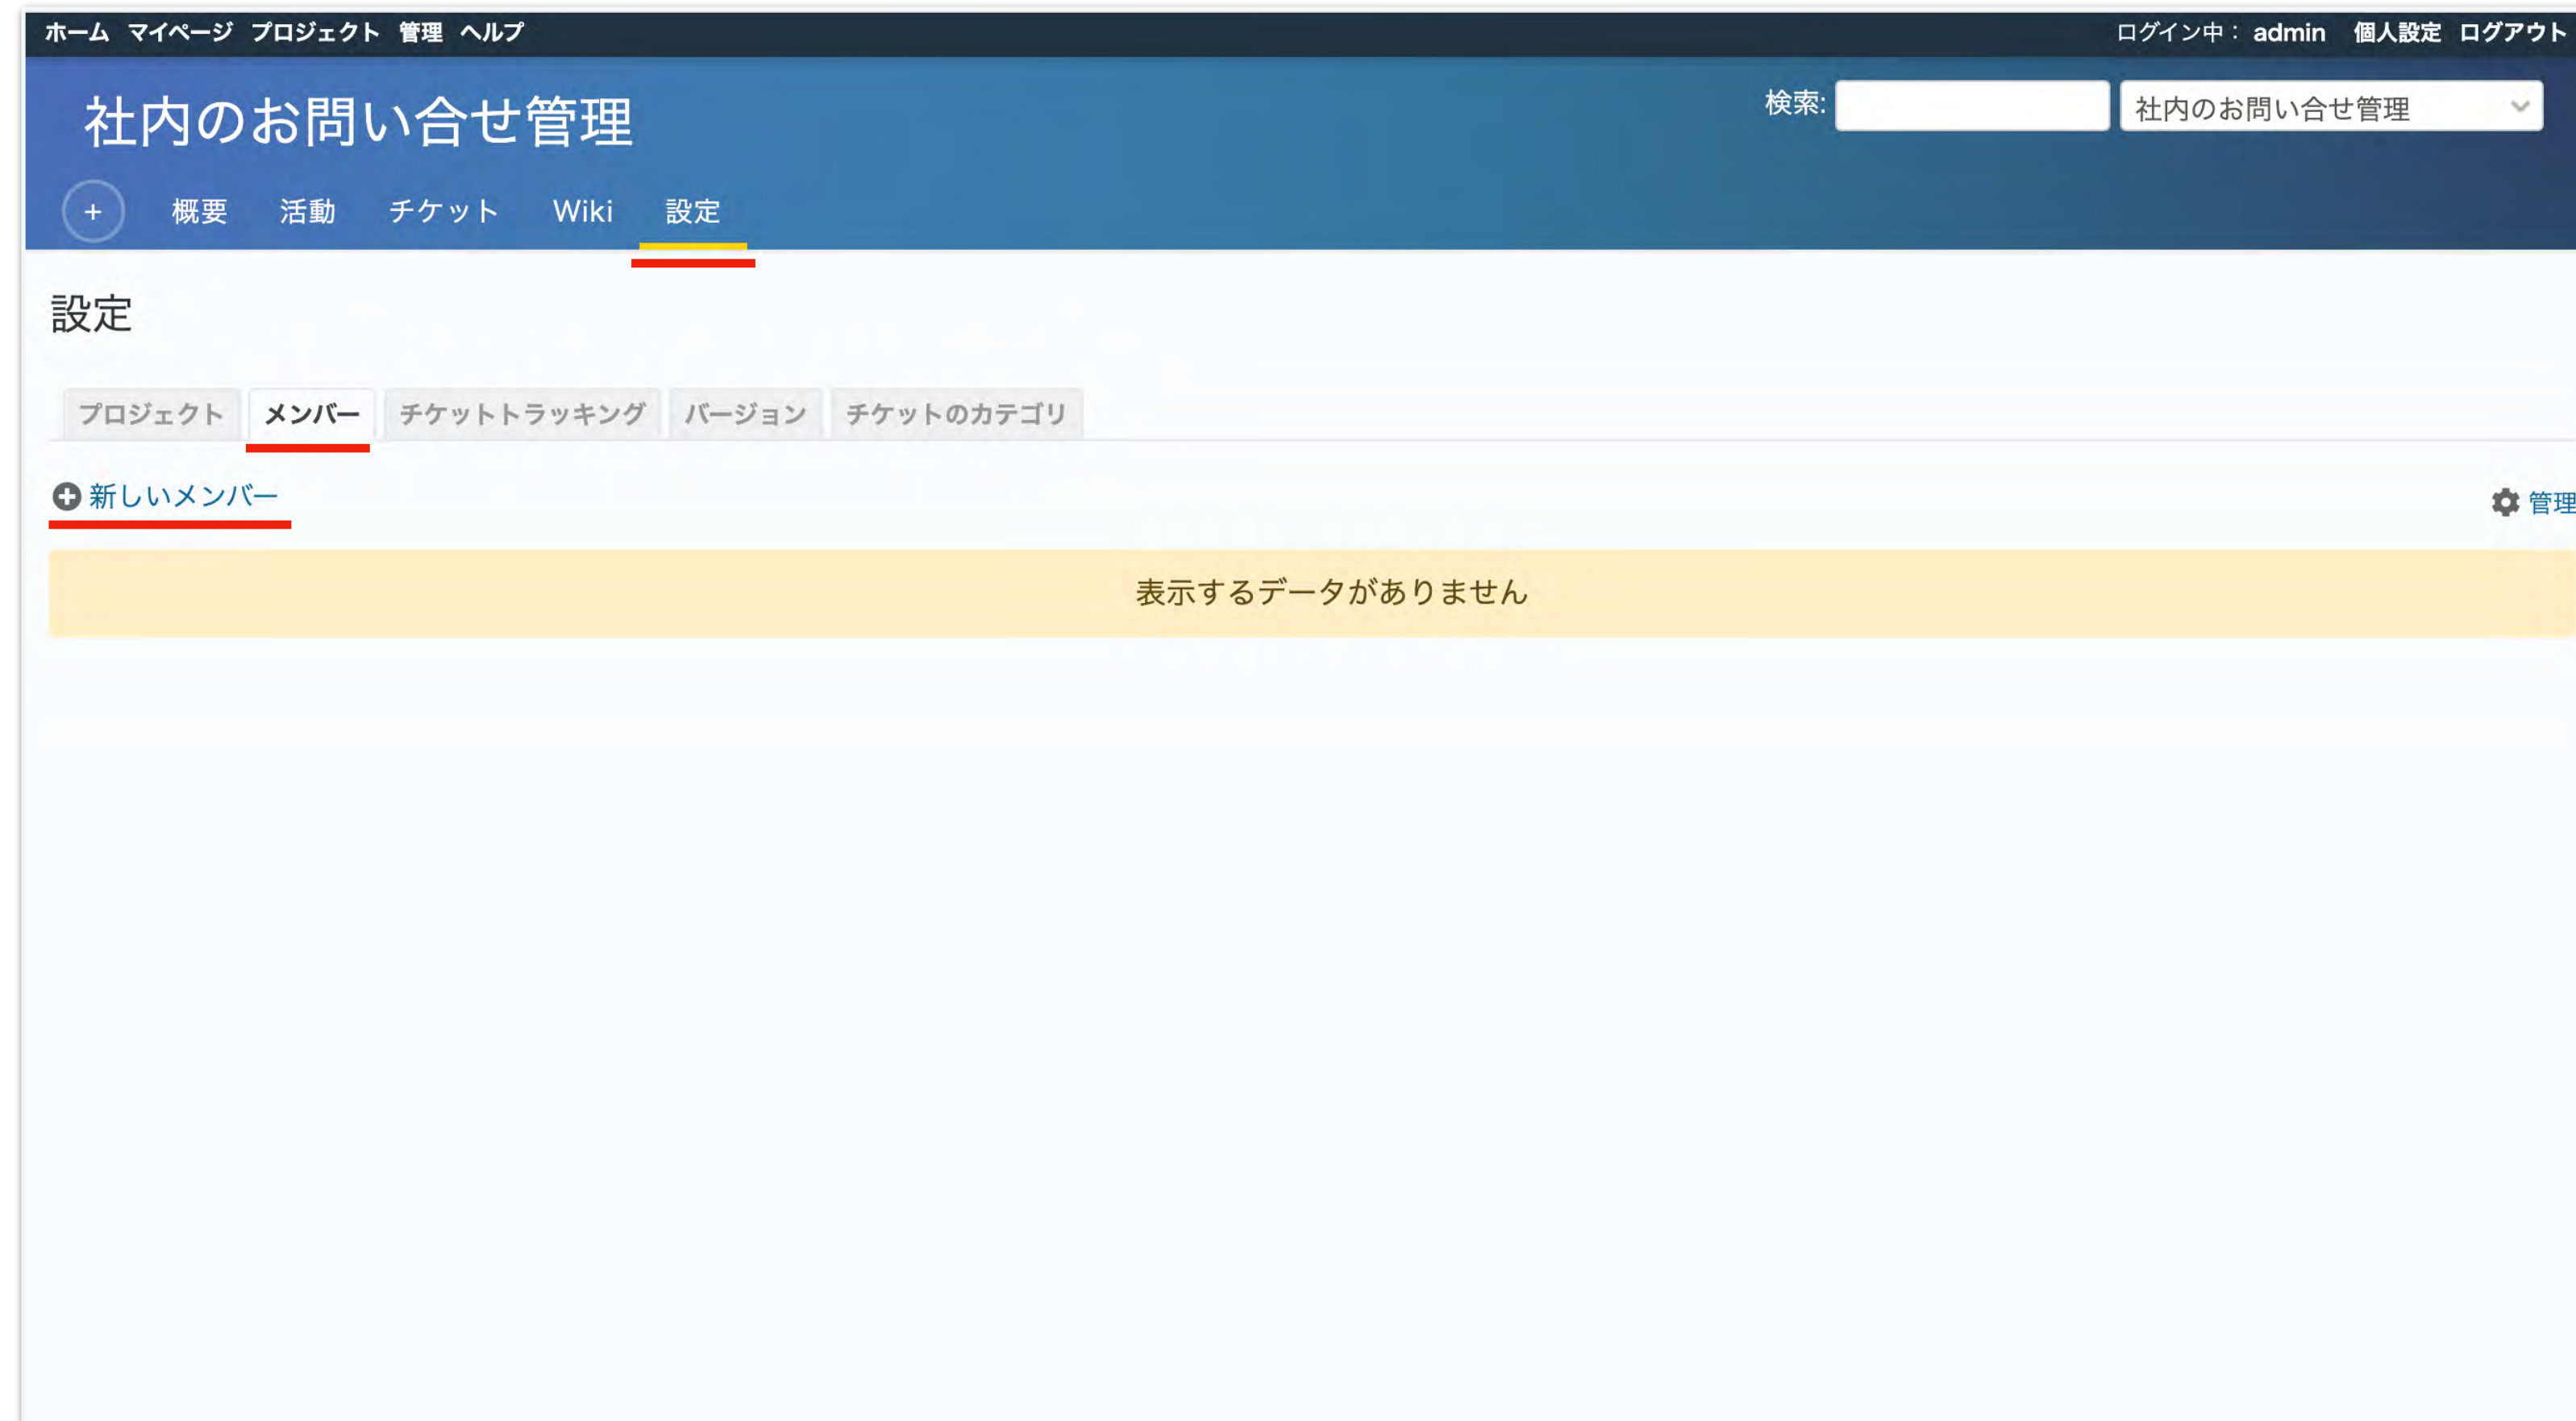 ホーム マイページ プロジェクト 管理 ヘルプ ログイン中： admin 個人設定 ログアウト
社内のお問い合せ管理 検索: 社内のお問い合せ管理
+ 概要 活動 チケット Wiki 設定
設定
プロジェクト メンバー チケットトラッキング バージョン チケットのカテゴリ
新しいメンバー 管理
表示するデータがありません